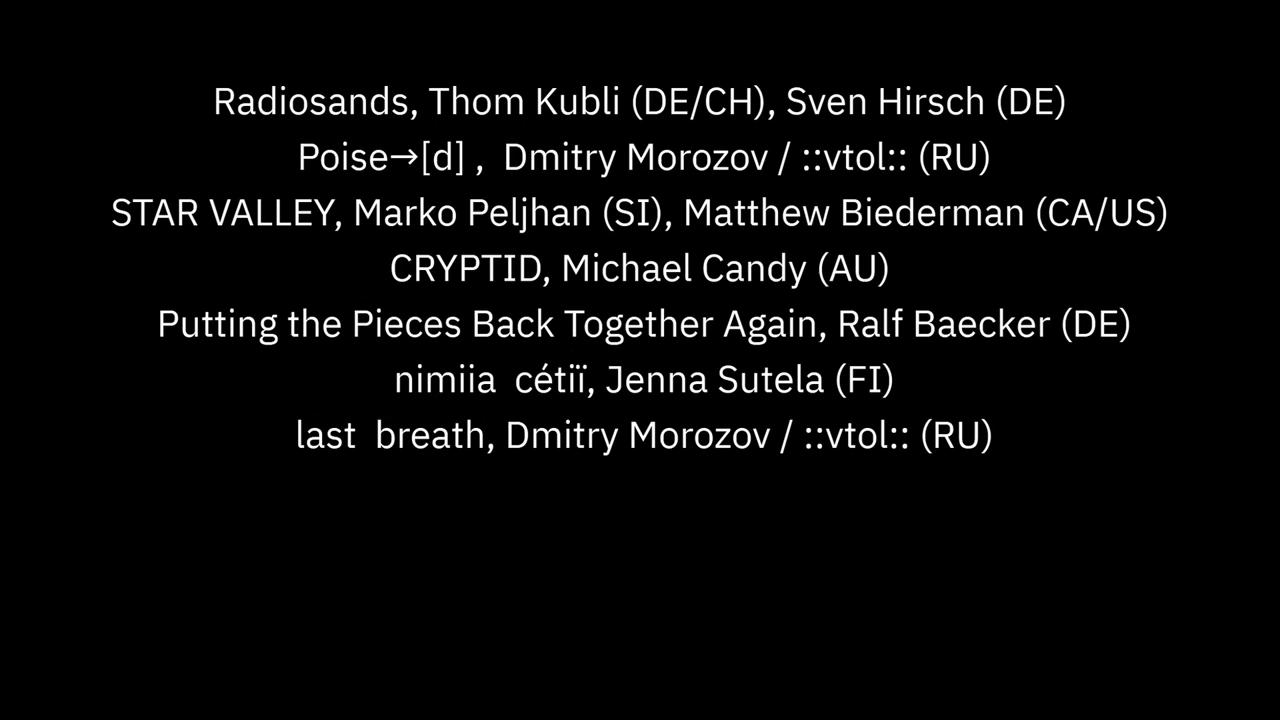 Radiosands, Thom Kubli (DE/CH), Sven Hirsch (DE)
Poise→[d] ,  Dmitry Morozov / ::vtol:: (RU)
STAR VALLEY, Marko Peljhan (SI), Matthew Biederman (CA/US)
CRYPTID, Michael Candy (AU)
Putting the Pieces Back Together Again, Ralf Baecker (DE)
nimiia  cétiï, Jenna Sutela (FI)
last  breath, Dmitry Morozov / ::vtol:: (RU)